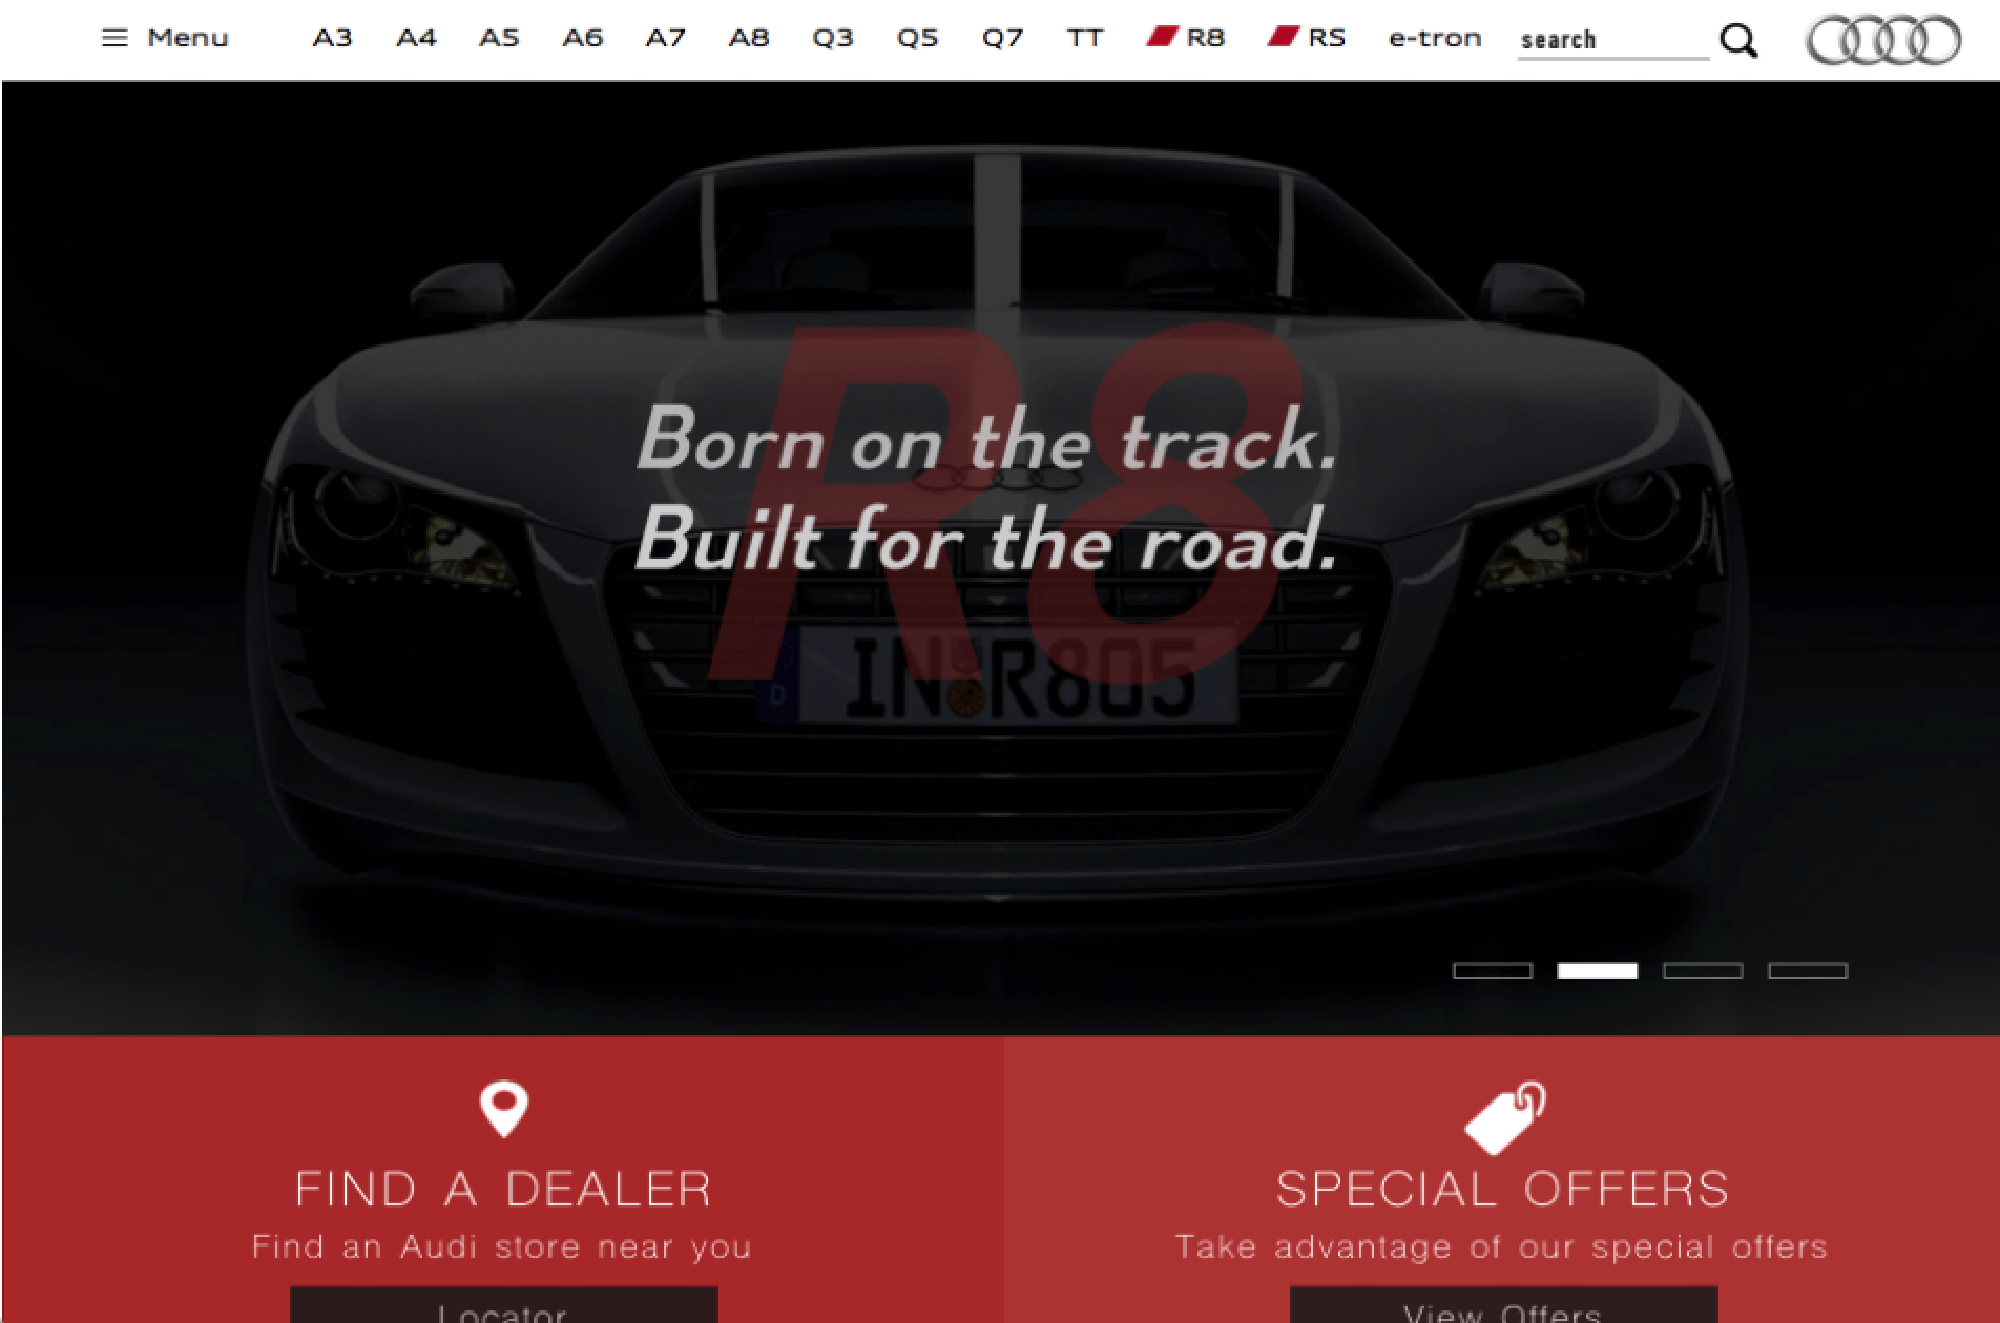 Menu A3 A4 A5 A6 A7 A8 Q3 Q5 Q7 TT R8 RS e-tron search
R8
Born on the track.
Built for the road.
D IN R805
FIND A DEALER
Find an Audi store near you
Locator
SPECIAL OFFERS
Take advantage of our special offers
View Offers